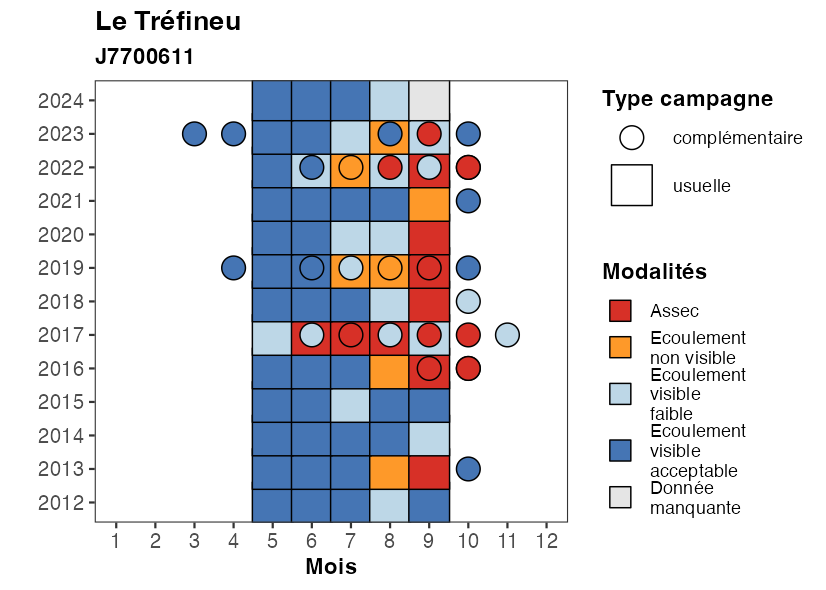 Le Tréfineu
J7700611
2024
2023
2022
2021
2020
2019
2018
2017
2016
2015
2014
2013
2012
1 2 3 4 5 6 7 8 9 10 11 12
Mois
Type campagne
complémentaire
usuelle
Modalités
Assec
Ecoulement
non visible
Ecoulement
visible
faible
Ecoulement
visible
acceptable
Donnée
manquante